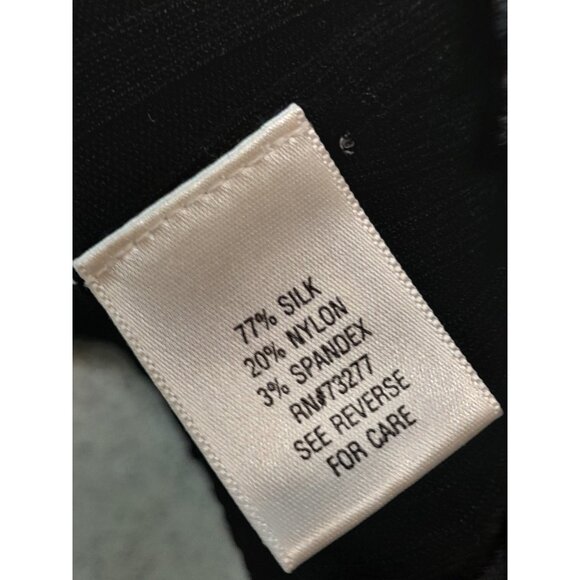 77% SILK
20% NYLON
3% SPANDEX
RN#73277
SEE REVERSE
FOR CARE